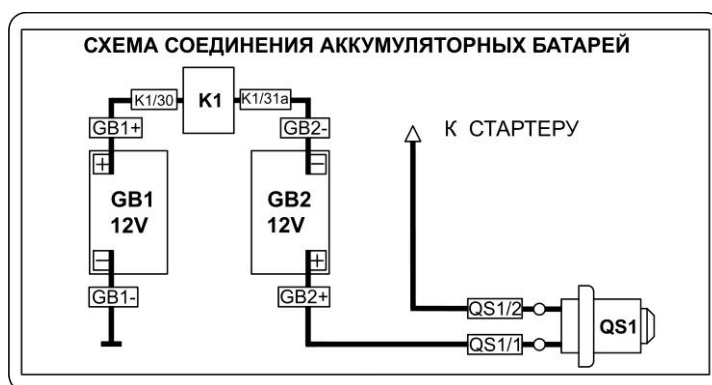 СХЕМА СОЕДИНЕНИЯ АККУМУЛЯТОРНЫХ БАТАРЕЙ
K1/30
K1
K1/31a
GB1+
GB2-
К СТАРТЕРУ
+
−
GB1
12V
GB2
12V
−
+
GB1-
GB2+
QS1/2
QS1
QS1/1